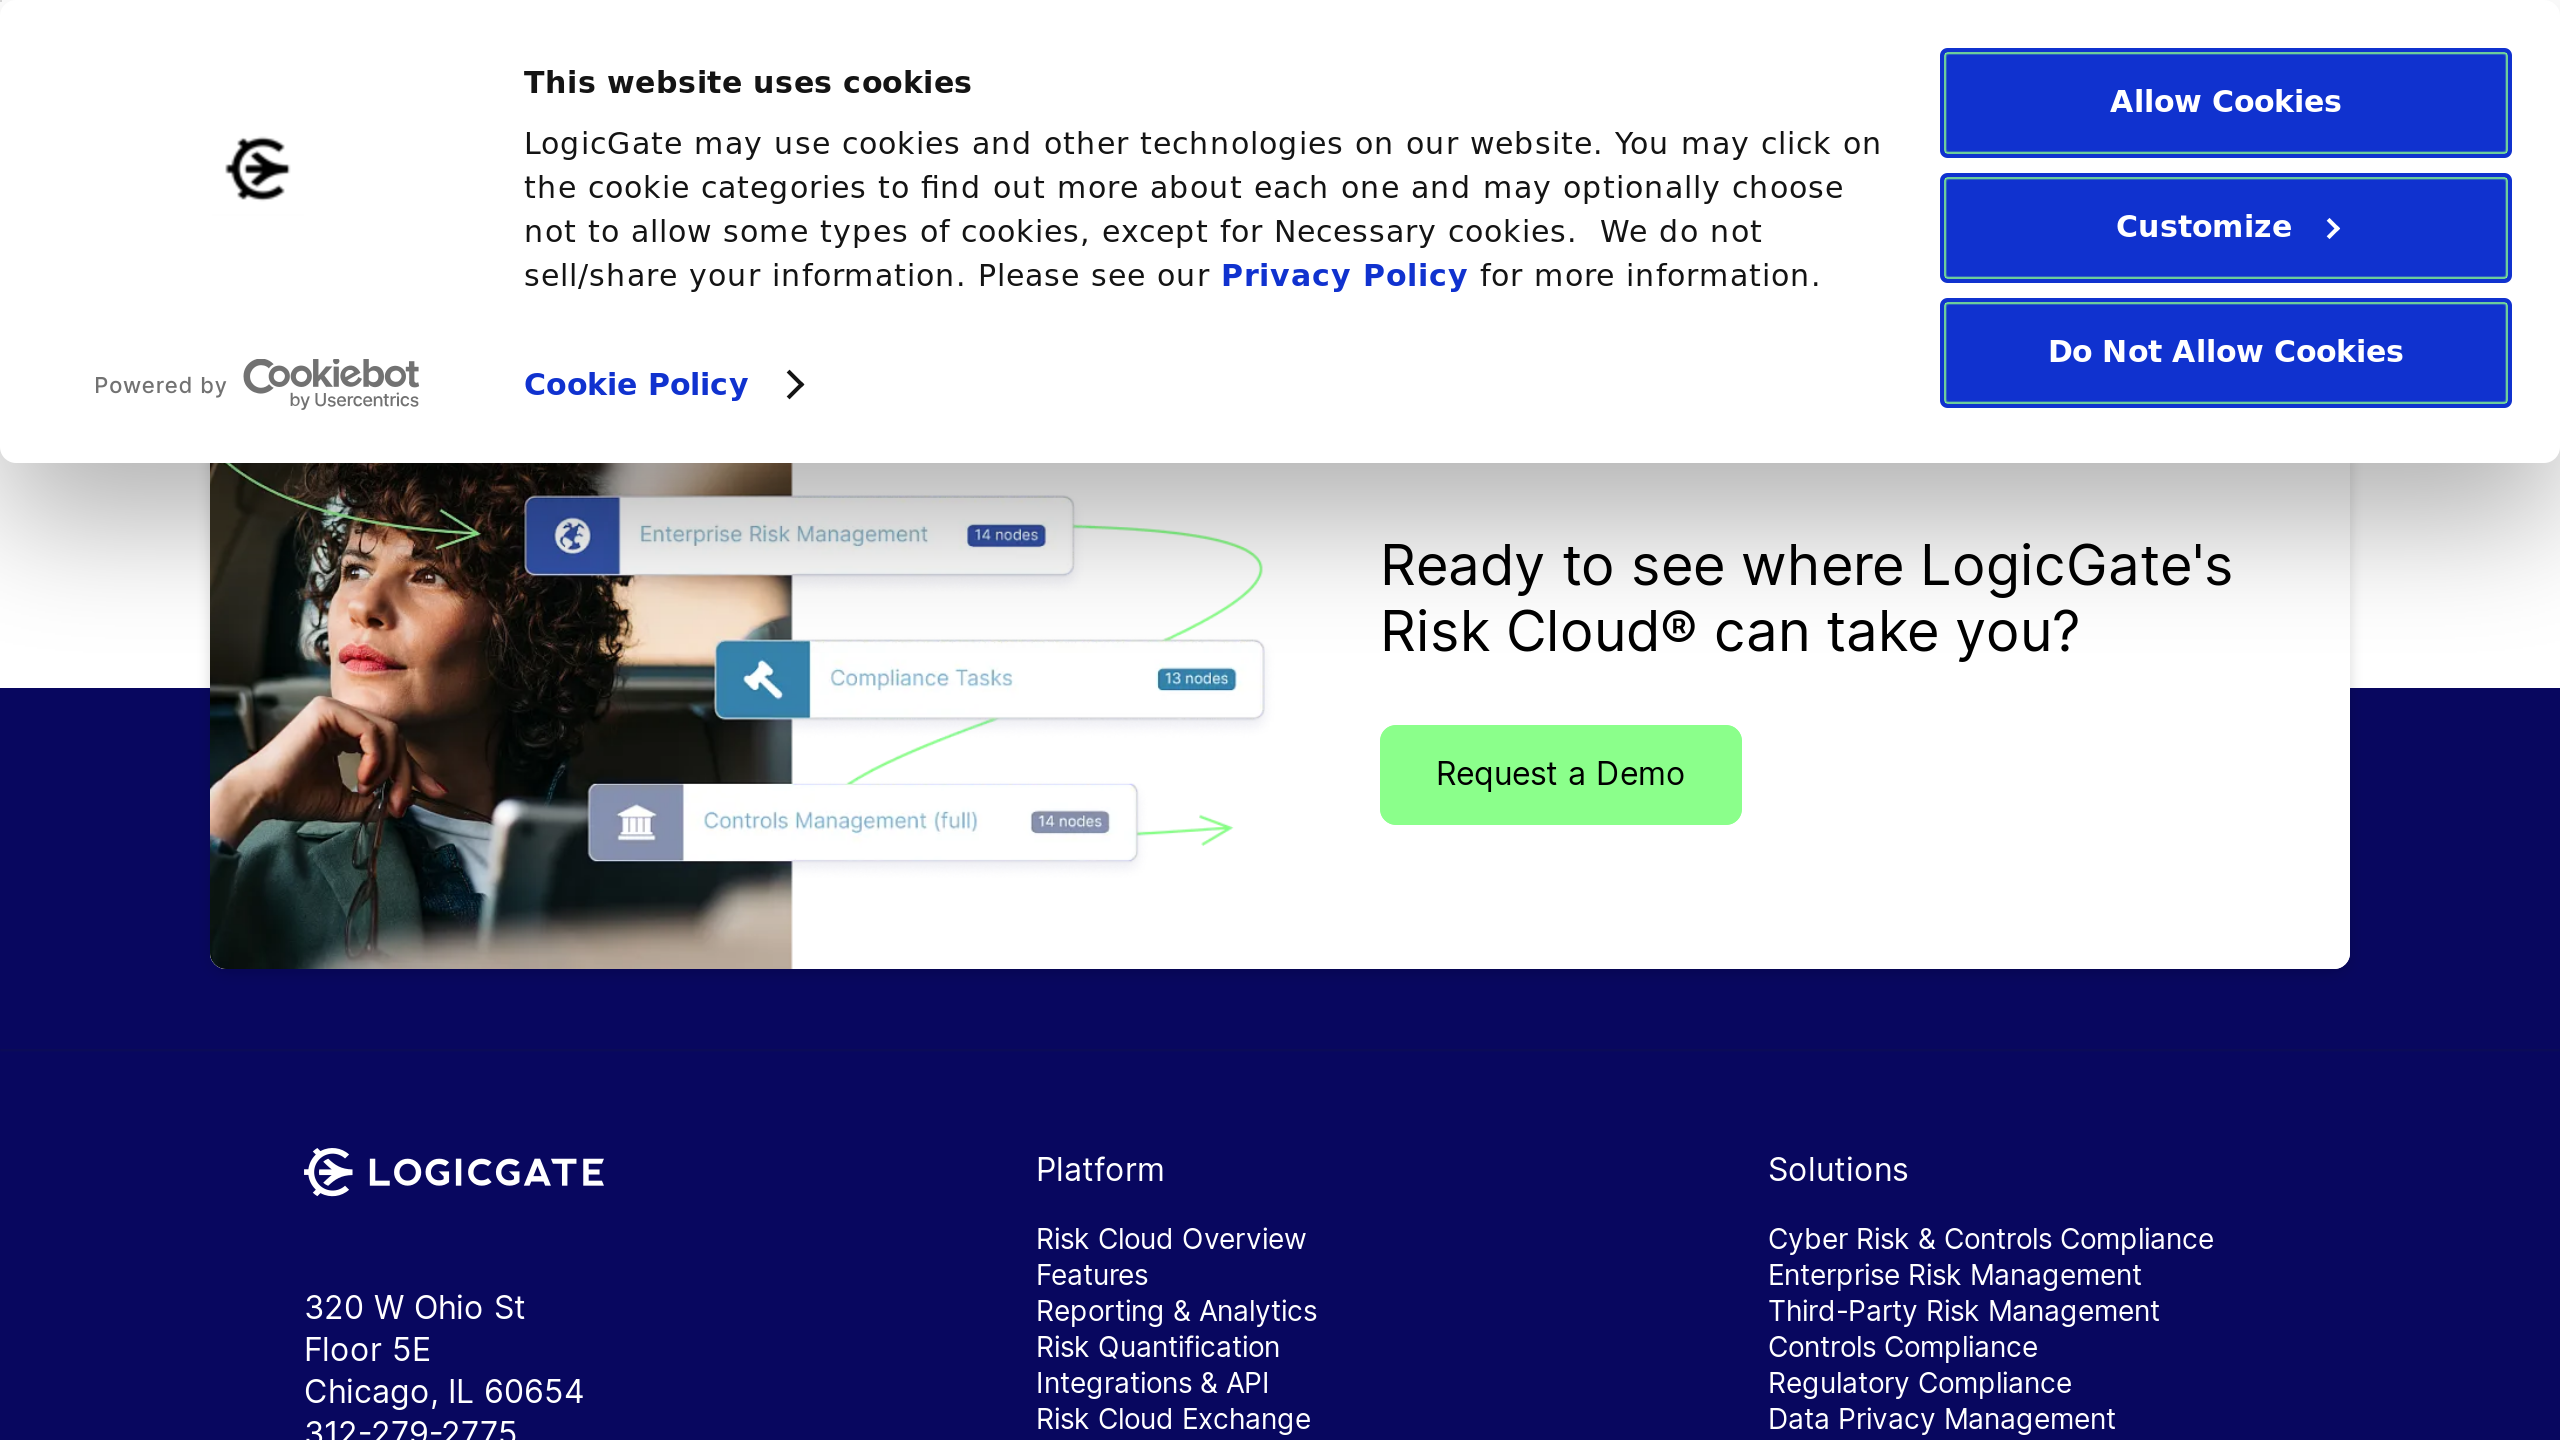 This website uses cookies
LogicGate may use cookies and other technologies on our website. You may click on
the cookie categories to find out more about each one and may optionally choose
not to allow some types of cookies, except for Necessary cookies.  We do not
sell/share your information. Please see our Privacy Policy for more information.
Powered by Cookiebot
by Usercentrics
Cookie Policy
Allow Cookies
Customize
Do Not Allow Cookies
Enterprise Risk Management 14 nodes
Compliance Tasks 13 nodes
Controls Management (full) 14 nodes
Ready to see where LogicGate's
Risk Cloud® can take you?
Request a Demo
LOGICGATE
320 W Ohio St
Floor 5E
Chicago, IL 60654
312-279-2775
Platform
Risk Cloud Overview
Features
Reporting & Analytics
Risk Quantification
Integrations & API
Risk Cloud Exchange
Solutions
Cyber Risk & Controls Compliance
Enterprise Risk Management
Third-Party Risk Management
Controls Compliance
Regulatory Compliance
Data Privacy Management